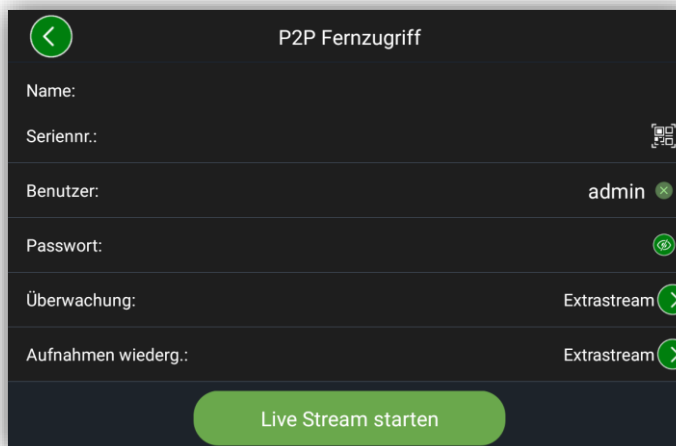 P2P Fernzugriff
Name:
Seriennr.:
Benutzer: admin
Passwort:
Überwachung: Extrastream
Aufnahmen wiederg.: Extrastream
Live Stream starten